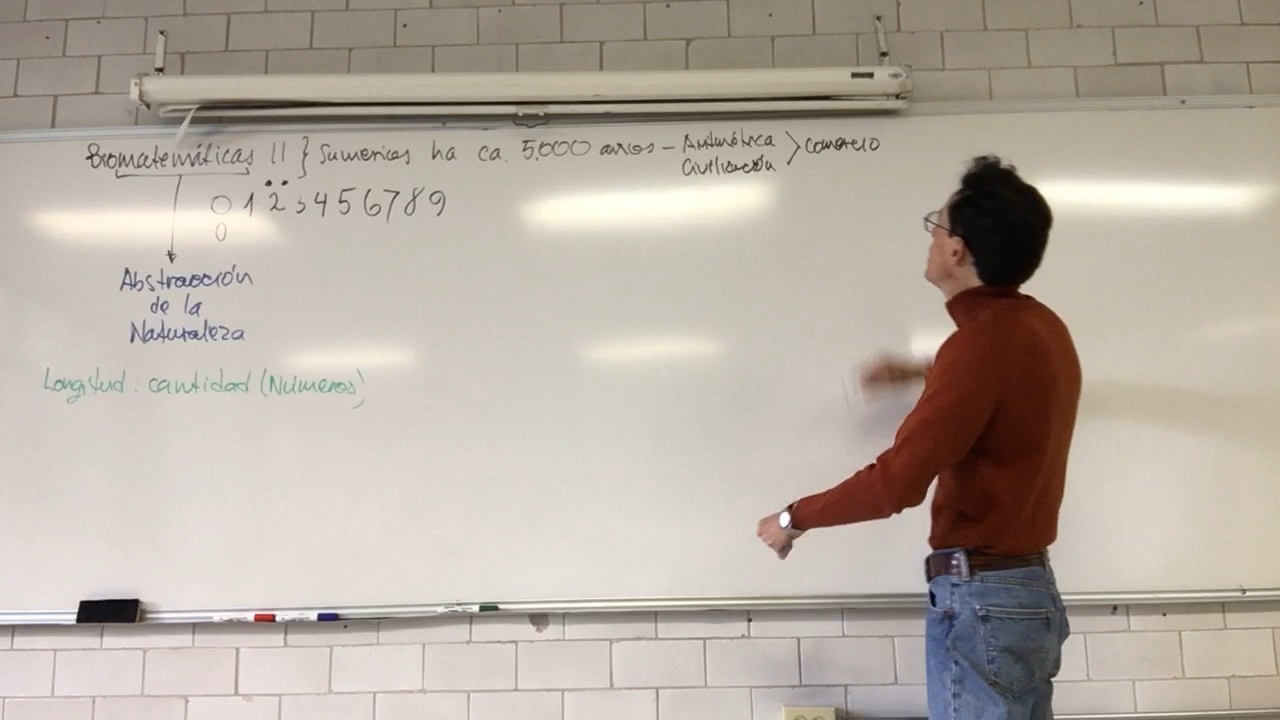 Biomatemáticas II } Sumerios ha ca. 5,000 años – Aritmética
Civilización > comercio
0 1 2 3 4 5 6 7 8 9
0
Abstracción
de la
Naturaleza
Longitud: cantidad (Números)